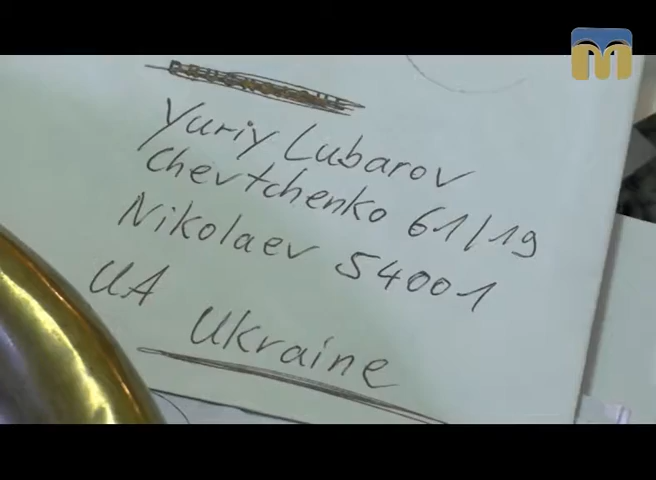 Yuriy Lubarov
Chevtchenko 61/19
Nikolaev 54001
UA
Ukraine